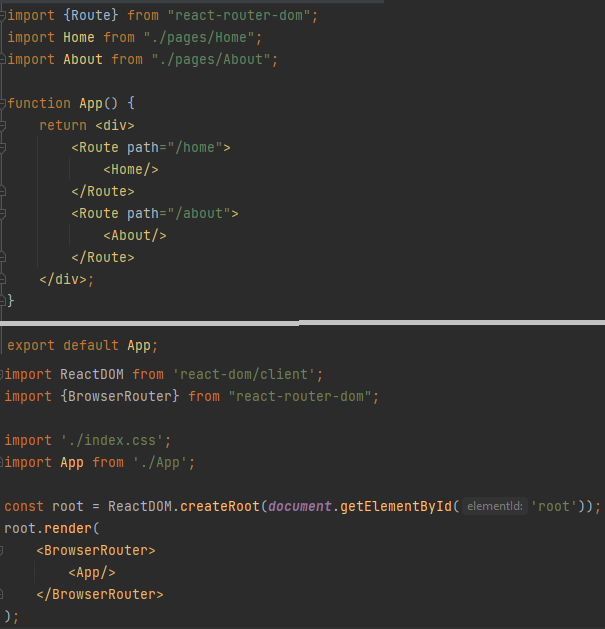 import {Route} from "react-router-dom";
import Home from "./pages/Home";
import About from "./pages/About";
function App() {
return <div>
<Route path="/home">
<Home/>
</Route>
<Route path="/about">
<About/>
</Route>
</div>;
}
export default App;
import ReactDOM from 'react-dom/client';
import {BrowserRouter} from "react-router-dom";
import './index.css';
import App from './App';
const root = ReactDOM.createRoot(document.getElementById( elementId: 'root'));
root.render(
<BrowserRouter>
<App/>
</BrowserRouter>
);